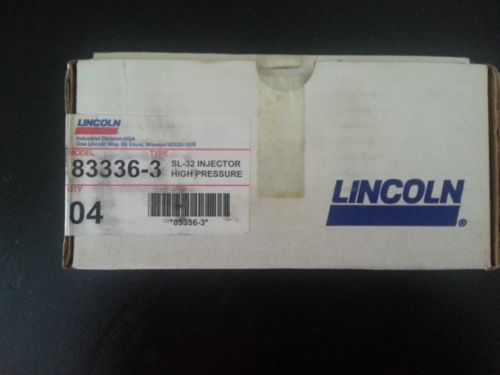 LINCOLN
Industrial Division-USA
One Lincoln Way, St. Louis, Missouri 63120-1578
MODEL TYPE
83336-3 SL-32 INJECTOR
HIGH PRESSURE
QTY
04
*83336-3*
LINCOLN®